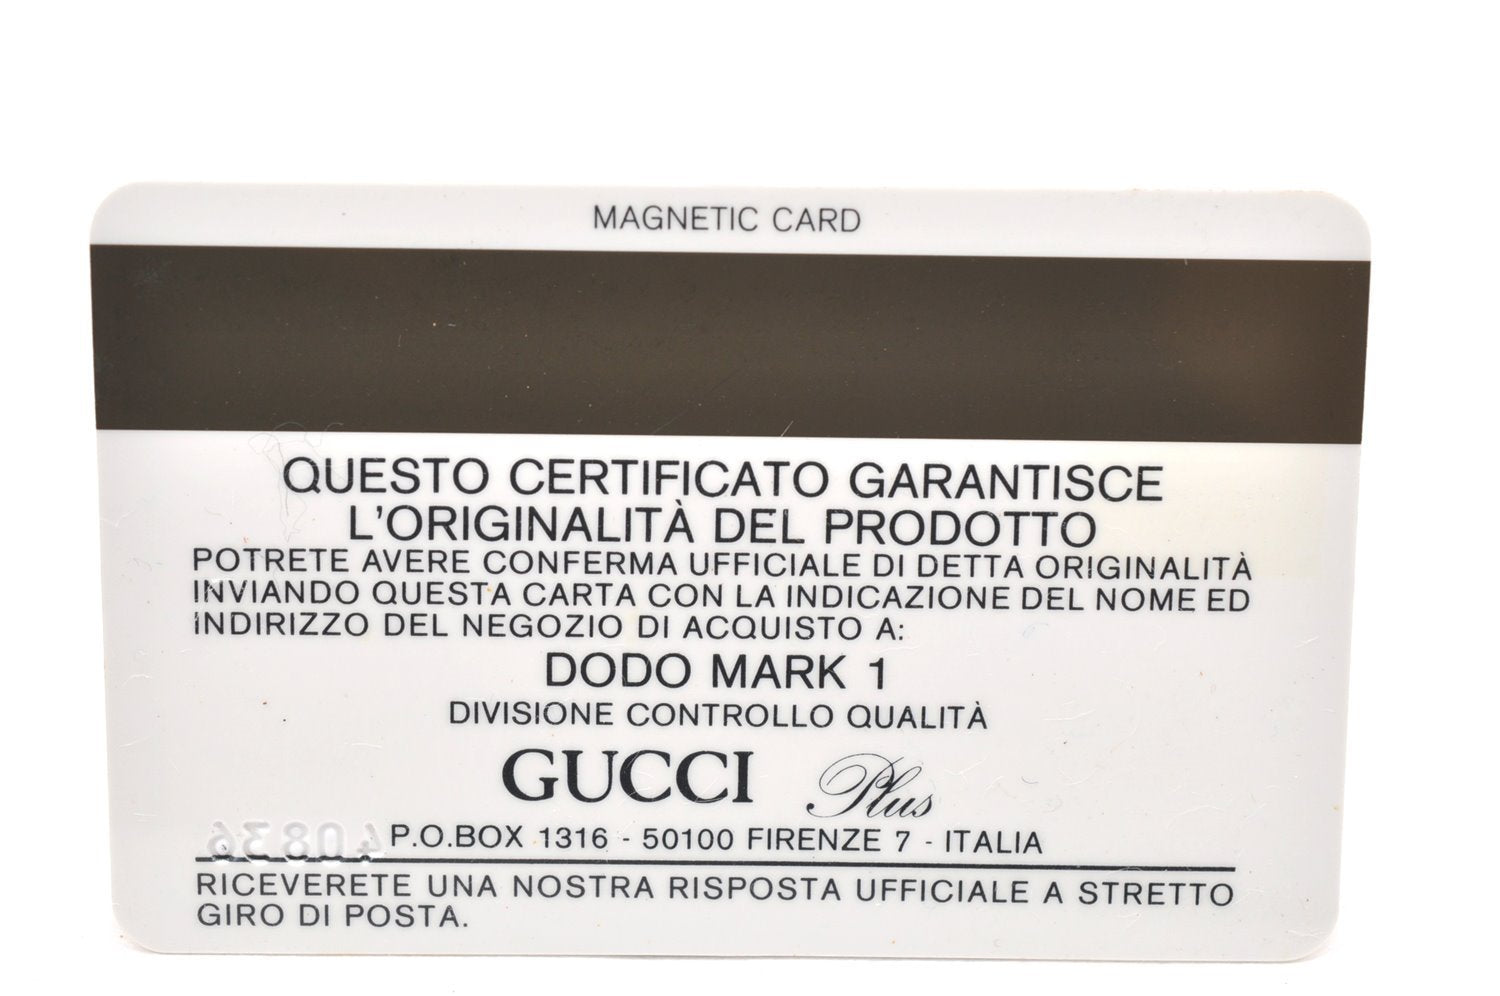 MAGNETIC CARD
QUESTO CERTIFICATO GARANTISCE
L'ORIGINALITÀ DEL PRODOTTO
POTRETE AVERE CONFERMA UFFICIALE DI DETTA ORIGINALITÀ
INVIANDO QUESTA CARTA CON LA INDICAZIONE DEL NOME ED
INDIRIZZO DEL NEGOZIO DI ACQUISTO A:
DODO MARK 1
DIVISIONE CONTROLLO QUALITÀ
GUCCI Plus
40836 P.O.BOX 1316 - 50100 FIRENZE 7 - ITALIA
RICEVERETE UNA NOSTRA RISPOSTA UFFICIALE A STRETTO
GIRO DI POSTA.